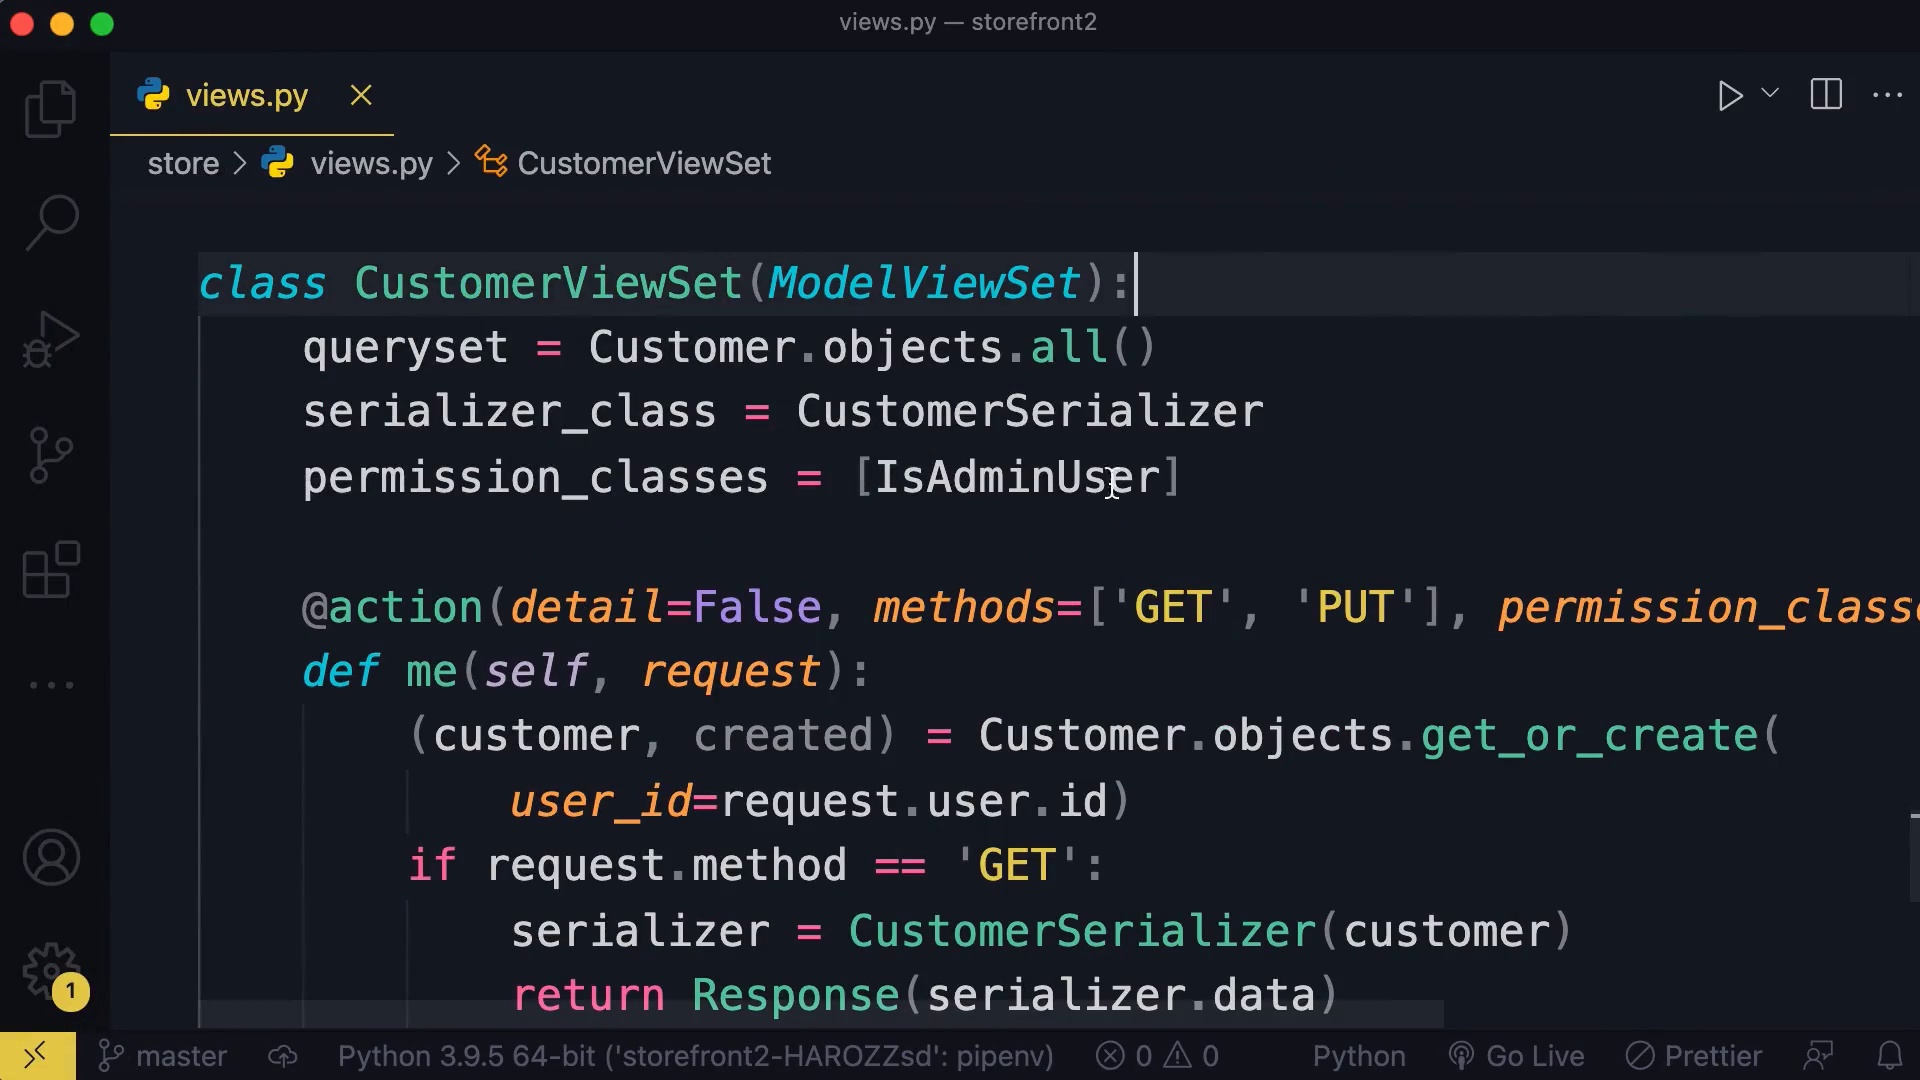 views.py — storefront2
views.py
store > views.py > CustomerViewSet
class CustomerViewSet(ModelViewSet):
queryset = Customer.objects.all()
serializer_class = CustomerSerializer
permission_classes = [IsAdminUser]
@action(detail=False, methods=['GET', 'PUT'], permission_class
def me(self, request):
(customer, created) = Customer.objects.get_or_create(
user_id=request.user.id)
if request.method == 'GET':
serializer = CustomerSerializer(customer)
return Response(serializer.data)
1
master Python 3.9.5 64-bit ('storefront2-HAROZZsd': pipenv) 0 0 Python Go Live Prettier